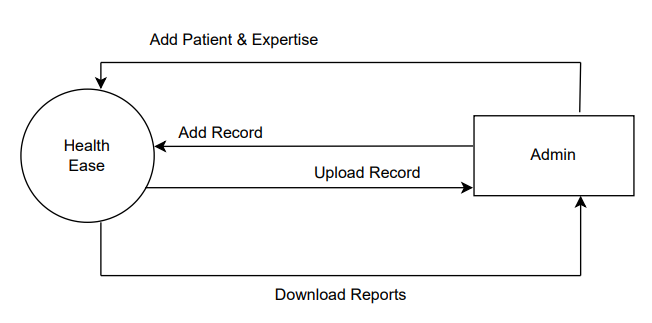 Add Patient & Expertise
Add Record
Health
Ease
Admin
Upload Record
Download Reports